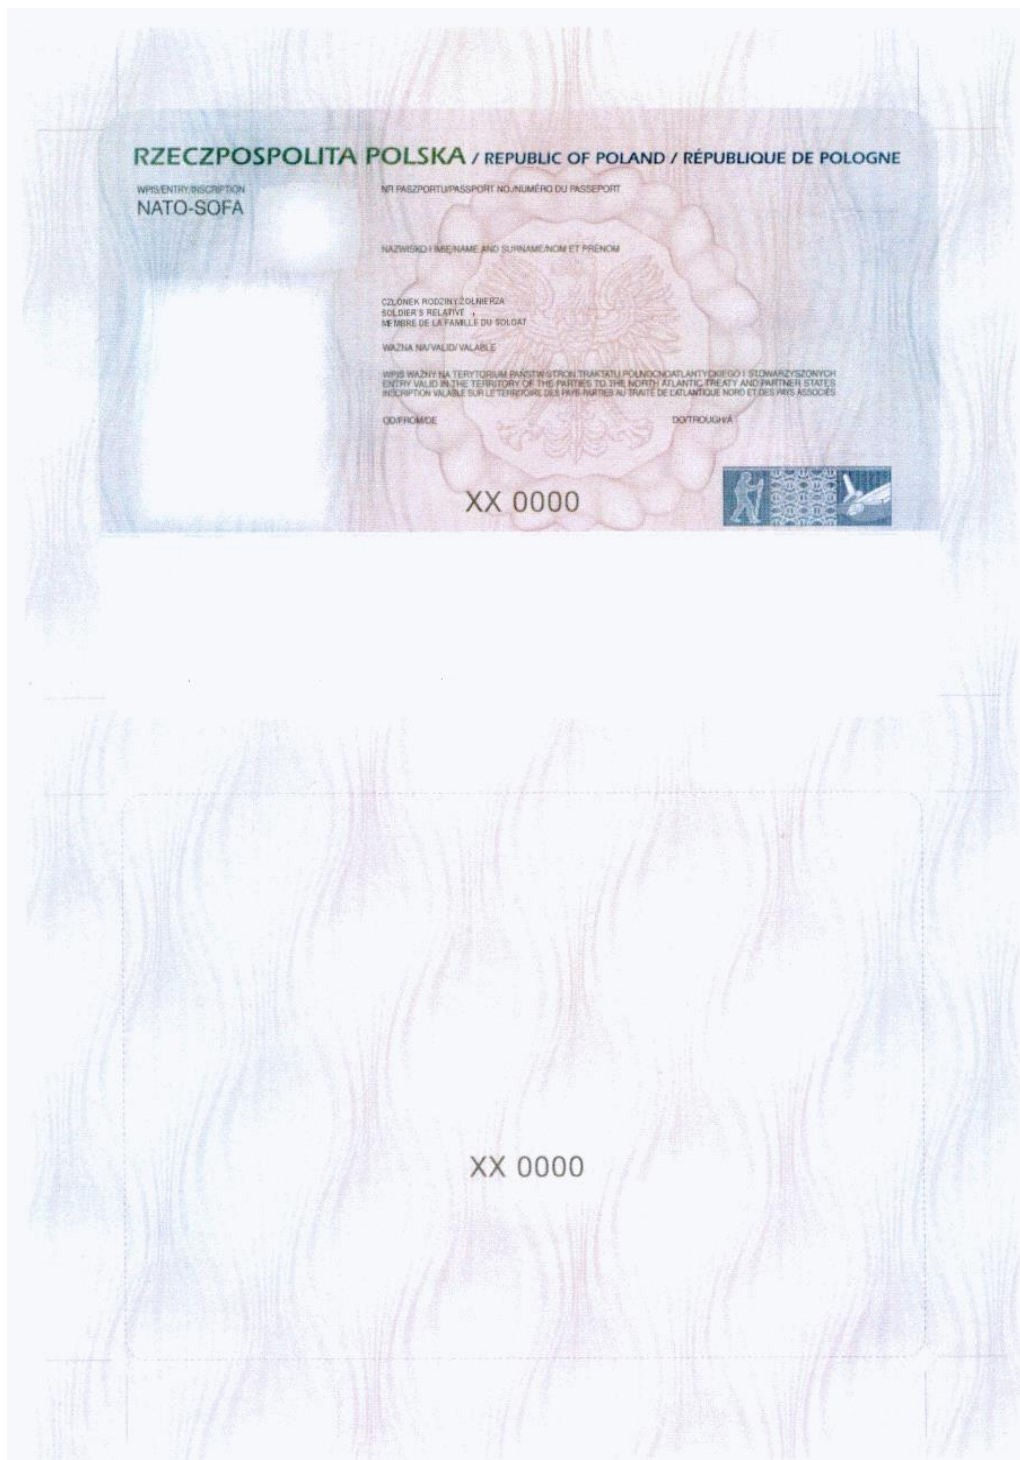 RZECZPOSPOLITA POLSKA / REPUBLIC OF POLAND / RÉPUBLIQUE DE POLOGNE
WPIS/ENTRY/INSCRIPTION
NATO-SOFA
NR PASZPORTU/PASSPORT NO./NUMÉRO DU PASSEPORT
NAZWISKO I IMIĘ/NAME AND SURNAME/NOM ET PRÉNOM
CZŁONEK RODZINY ŻOŁNIERZA
SOLDIER'S RELATIVE ,
MEMBRE DE LA FAMILLE DU SOLDAT
WAŻNA NA/VALID/VALABLE
WPIS WAŻNY NA TERYTORIUM PAŃSTW STRON TRAKTATU PÓŁNOCNOATLANTYCKIEGO I STOWARZYSZONYCH
ENTRY VALID IN THE TERRITORY OF THE PARTIES TO THE NORTH ATLANTIC TREATY AND PARTNER STATES
INSCRIPTION VALABLE SUR LE TERRITOIRE DES PAYS-PARTIES AU TRAITÉ DE L'ATLANTIQUE NORD ET DES PAYS ASSOCIÉS
OD/FROM/DE DO/TROUGH/À
XX 0000
XX 0000